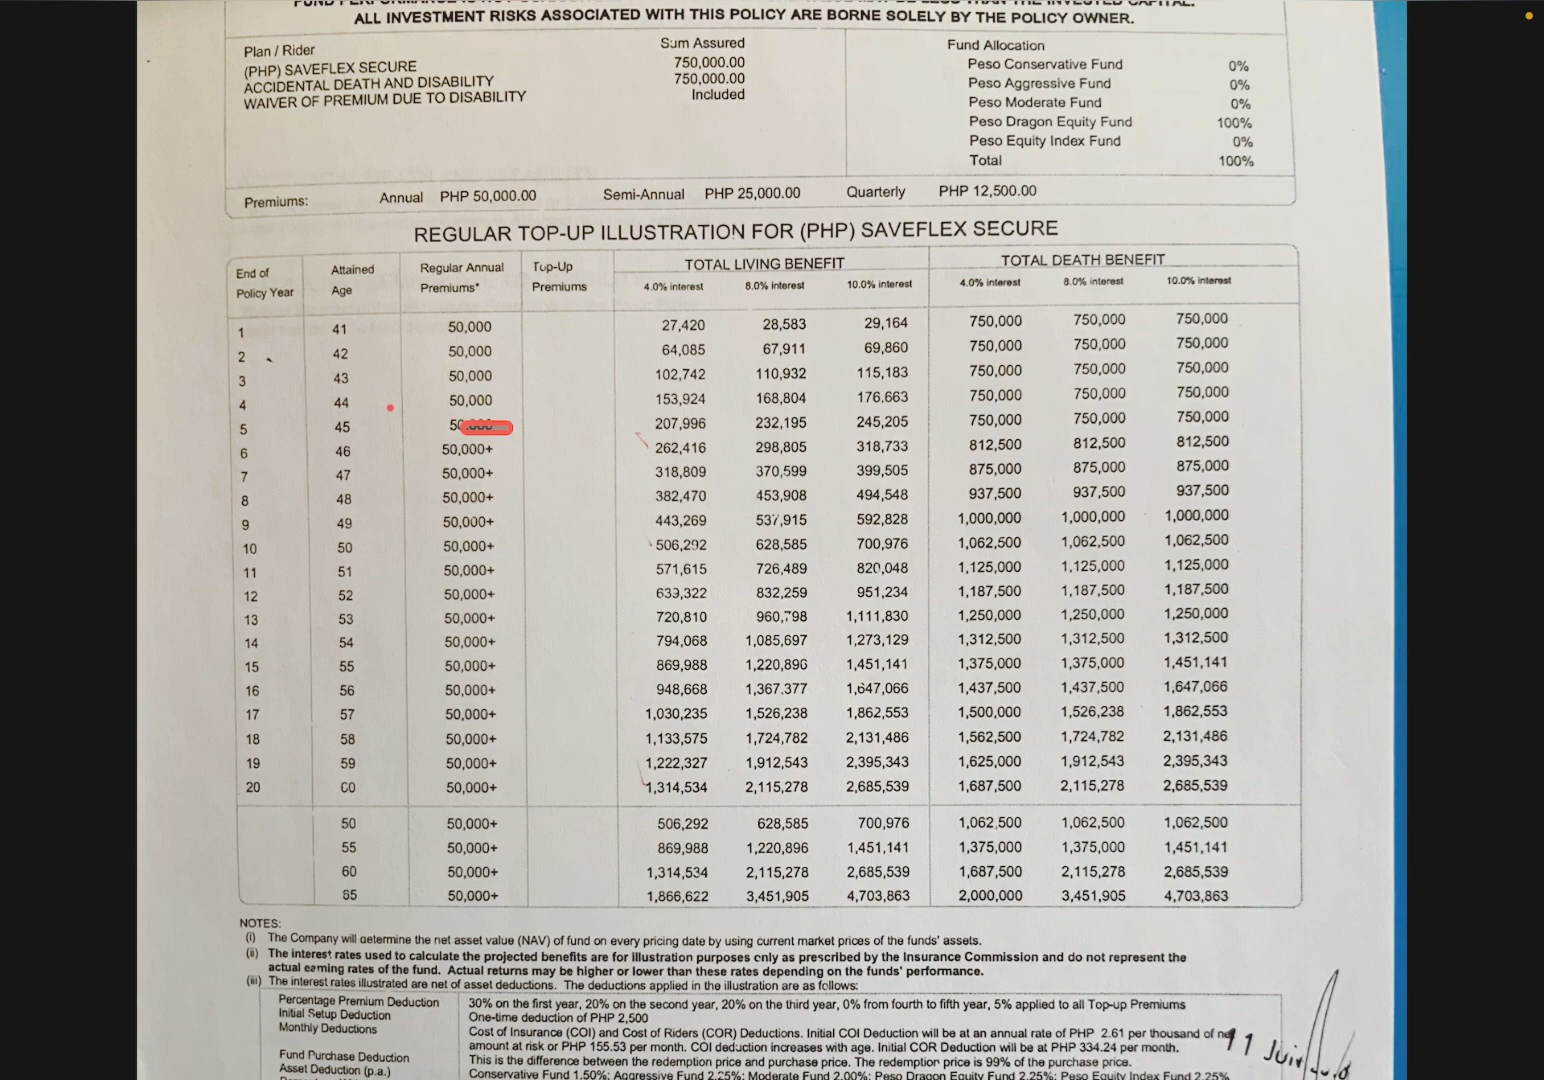 ALL INVESTMENT RISKS ASSOCIATED WITH THIS POLICY ARE BORNE SOLELY BY THE POLICY OWNER.
Plan / Rider Sum Assured
(PHP) SAVEFLEX SECURE 750,000.00
ACCIDENTAL DEATH AND DISABILITY 750,000.00
WAIVER OF PREMIUM DUE TO DISABILITY Included
Fund Allocation
Peso Conservative Fund 0%
Peso Aggressive Fund 0%
Peso Moderate Fund 0%
Peso Dragon Equity Fund 100%
Peso Equity Index Fund 0%
Total 100%
Premiums: Annual PHP 50,000.00 Semi-Annual PHP 25,000.00 Quarterly PHP 12,500.00
REGULAR TOP-UP ILLUSTRATION FOR (PHP) SAVEFLEX SECURE
End of Policy Year Attained Age Regular Annual Premiums* Top-Up Premiums TOTAL LIVING BENEFIT TOTAL DEATH BENEFIT
4.0% interest 8.0% interest 10.0% interest 4.0% interest 8.0% interest 10.0% interest
1 41 50,000 27,420 28,583 29,164 750,000 750,000 750,000
2 42 50,000 64,085 67,911 69,860 750,000 750,000 750,000
3 43 50,000 102,742 110,932 115,183 750,000 750,000 750,000
4 44 50,000 153,924 168,804 176,663 750,000 750,000 750,000
5 45 207,996 232,195 245,205 750,000 750,000 750,000
6 46 50,000+ 262,416 298,805 318,733 812,500 812,500 812,500
7 47 50,000+ 318,809 370,599 399,505 875,000 875,000 875,000
8 48 50,000+ 382,470 453,908 494,548 937,500 937,500 937,500
9 49 50,000+ 443,269 537,915 592,828 1,000,000 1,000,000 1,000,000
10 50 50,000+ 506,292 628,585 700,976 1,062,500 1,062,500 1,062,500
11 51 50,000+ 571,615 726,489 820,048 1,125,000 1,125,000 1,125,000
12 52 50,000+ 639,322 832,259 951,234 1,187,500 1,187,500 1,187,500
13 53 50,000+ 720,810 960,798 1,111,830 1,250,000 1,250,000 1,250,000
14 54 50,000+ 794,068 1,085,697 1,273,129 1,312,500 1,312,500 1,312,500
15 55 50,000+ 869,988 1,220,896 1,451,141 1,375,000 1,375,000 1,451,141
16 56 50,000+ 948,668 1,367,377 1,647,066 1,437,500 1,437,500 1,647,066
17 57 50,000+ 1,030,235 1,526,238 1,862,553 1,500,000 1,526,238 1,862,553
18 58 50,000+ 1,133,575 1,724,782 2,131,486 1,562,500 1,724,782 2,131,486
19 59 50,000+ 1,222,327 1,912,543 2,395,343 1,625,000 1,912,543 2,395,343
20 60 50,000+ 1,314,534 2,115,278 2,685,539 1,687,500 2,115,278 2,685,539
50 50,000+ 506,292 628,585 700,976 1,062,500 1,062,500 1,062,500
55 50,000+ 869,988 1,220,896 1,451,141 1,375,000 1,375,000 1,451,141
60 50,000+ 1,314,534 2,115,278 2,685,539 1,687,500 2,115,278 2,685,539
65 50,000+ 1,866,622 3,451,905 4,703,863 2,000,000 3,451,905 4,703,863
NOTES:
(i) The Company will determine the net asset value (NAV) of fund on every pricing date by using current market prices of the funds' assets.
(ii) The interest rates used to calculate the projected benefits are for illustration purposes only as prescribed by the Insurance Commission and do not represent the
actual earning rates of the fund. Actual returns may be higher or lower than these rates depending on the funds' performance.
(iii) The interest rates illustrated are net of asset deductions. The deductions applied in the illustration are as follows:
Percentage Premium Deduction 30% on the first year, 20% on the second year, 20% on the third year, 0% from fourth to fifth year, 5% applied to all Top-up Premiums
Initial Setup Deduction One-time deduction of PHP 2,500
Monthly Deductions Cost of Insurance (COI) and Cost of Riders (COR) Deductions. Initial COI Deduction will be at an annual rate of PHP 2.61 per thousand of net
amount at risk or PHP 155.53 per month. COI deduction increases with age. Initial COR Deduction will be at PHP 334.24 per month.
Fund Purchase Deduction This is the difference between the redemption price and purchase price. The redemption price is 99% of the purchase price.
Asset Deduction (p.a.) Conservative Fund 1.50%; Aggressive Fund 2.25%; Moderate Fund 2.00%; Peso Dragon Equity Fund 2.25%; Peso Equity Index Fund 2.25%